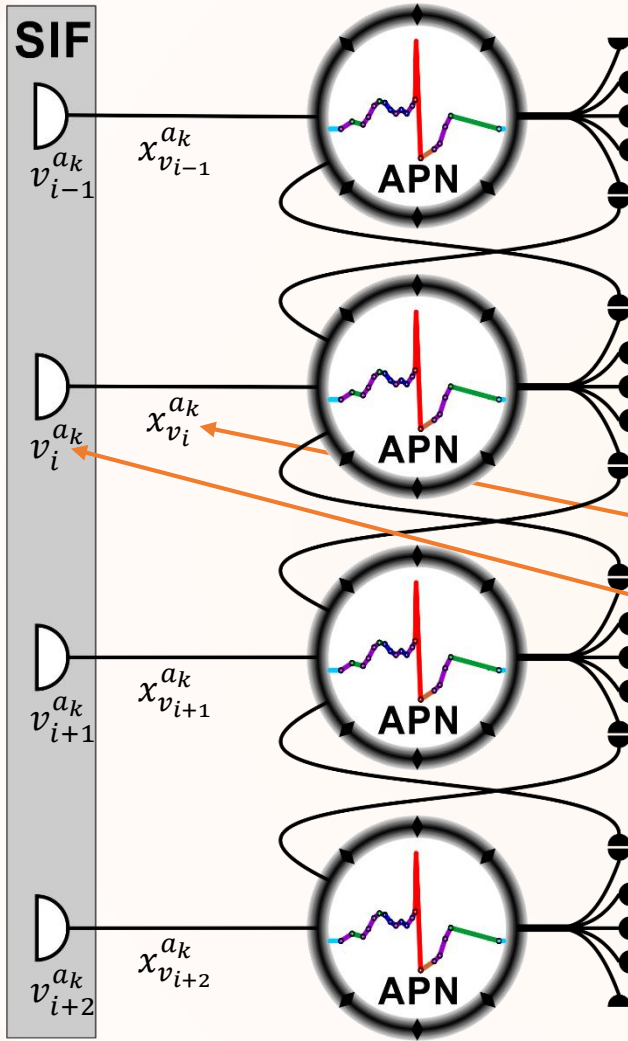 SIF
APN
v_{i-1}^{a_k}
x_{v_{i-1}}^{a_k}
APN
v_i^{a_k}
x_{v_i}^{a_k}
APN
v_{i+1}^{a_k}
x_{v_{i+1}}^{a_k}
APN
v_{i+2}^{a_k}
x_{v_{i+2}}^{a_k}